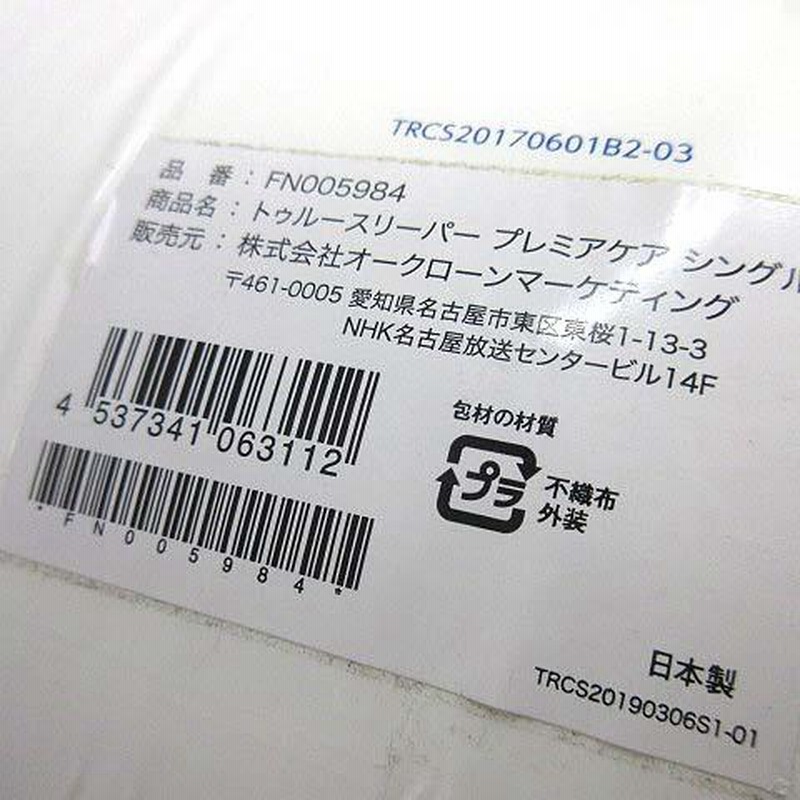 TRCS20170601B2-03
品 番：FN005984
商品名：トゥルースリーパー プレミアケア シングル
販売元：株式会社オークローンマーケティング
〒461-0005 愛知県名古屋市東区東桜1-13-3
NHK名古屋放送センタービル14F
4 537341 063112
*FN005984*
包材の材質
プラ
不織布
外装
日本製
TRCS20190306S1-01